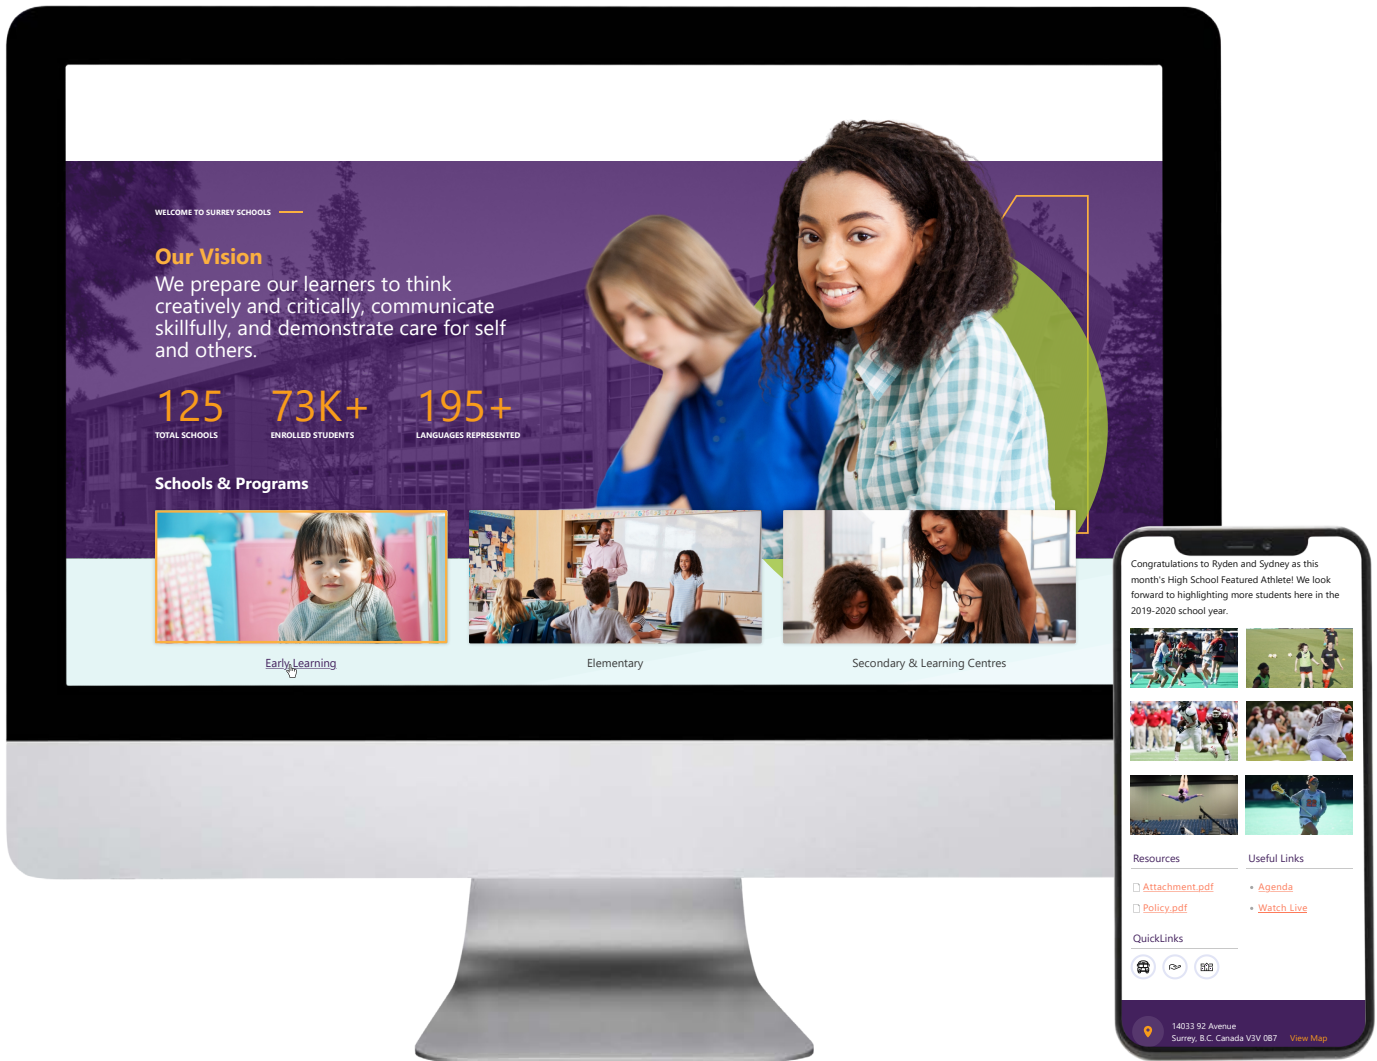 WELCOME TO SURREY SCHOOLS
Our Vision
We prepare our learners to think
creatively and critically, communicate
skillfully, and demonstrate care for self
and others.
125
TOTAL SCHOOLS
73K+
ENROLLED STUDENTS
195+
LANGUAGES REPRESENTED
Schools & Programs
Early Learning
Elementary
Secondary & Learning Centres
Congratulations to Ryden and Sydney as this
month's High School Featured Athlete! We look
forward to highlighting more students here in the
2019-2020 school year.
Resources
Attachment.pdf
Policy.pdf
Useful Links
Agenda
Watch Live
QuickLinks
14033 92 Avenue
Surrey, B.C. Canada V3V 0B7
View Map